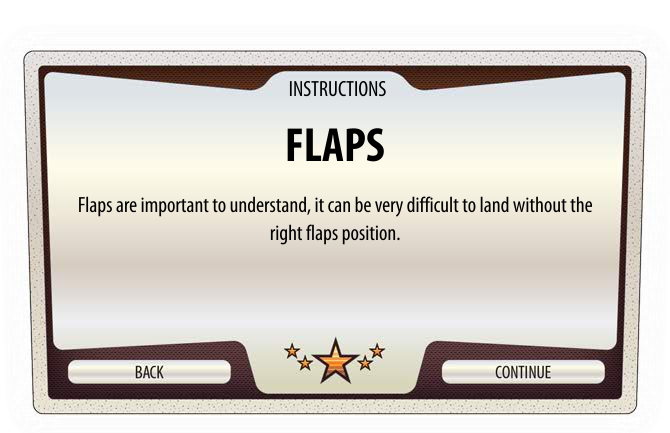 INSTRUCTIONS
FLAPS
Flaps are important to understand, it can be very difficult to land without the
right flaps position.
BACK
CONTINUE